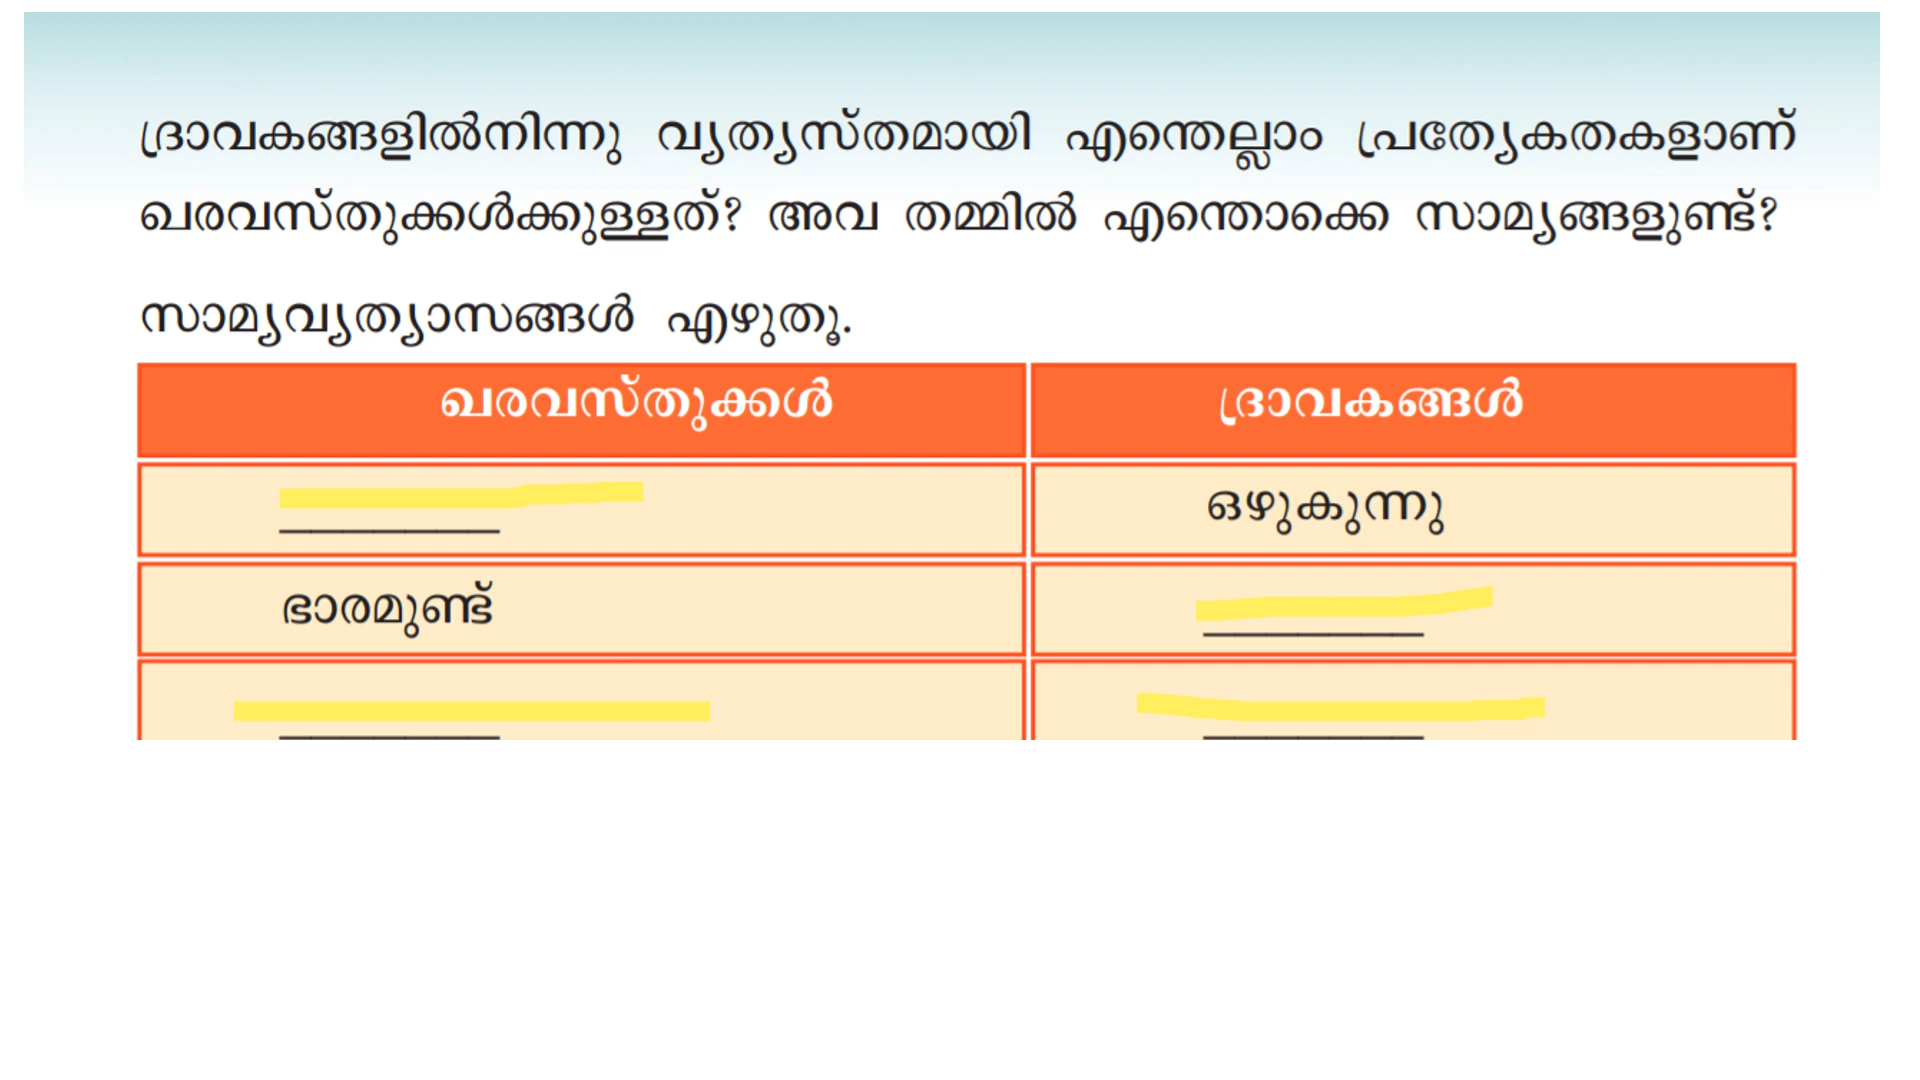 ദ്രാവകങ്ങളിൽനിന്നു വ്യത്യസ്തമായി എന്തെല്ലാം പ്രത്യേകതകളാണ്
ഖരവസ്തുക്കൾക്കുള്ളത്? അവ തമ്മിൽ എന്തൊക്കെ സാമ്യങ്ങളുണ്ട്?
സാമ്യവ്യത്യാസങ്ങൾ എഴുതൂ.
ഖരവസ്തുക്കൾ ദ്രാവകങ്ങൾ
ഒഴുകുന്നു
ഭാരമുണ്ട്